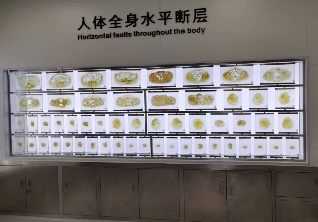 人体全身水平断层
Horizontal faults throughout the body